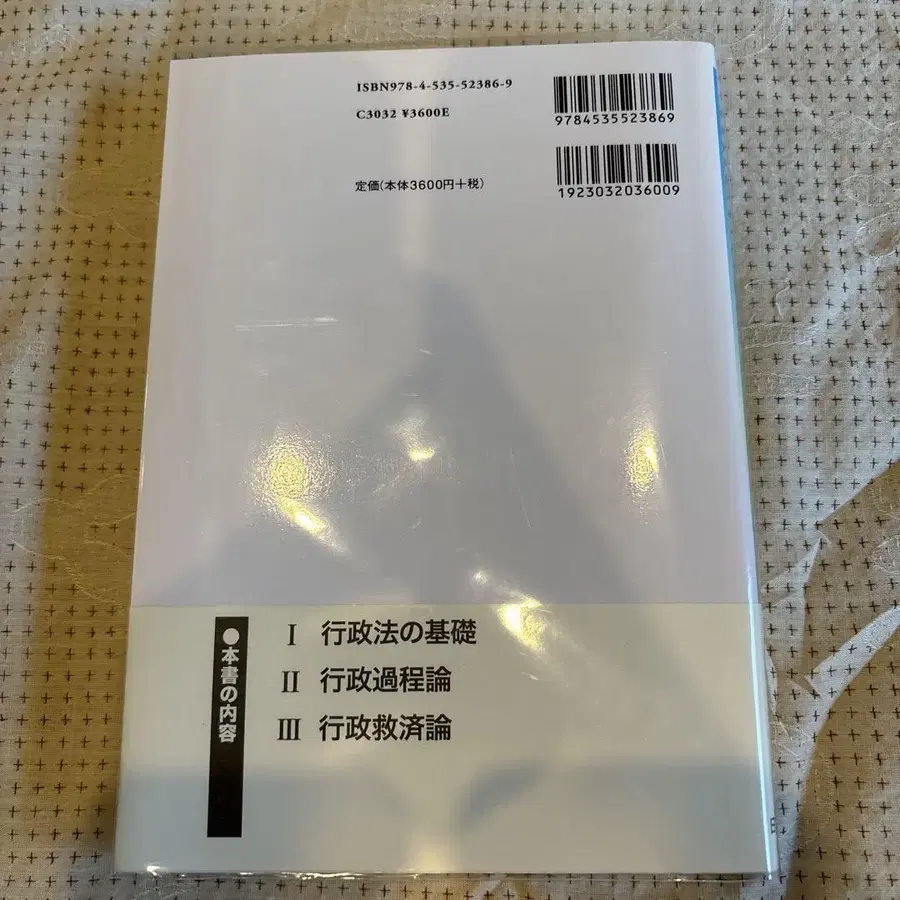 ISBN978-4-535-52386-9
C3032 ¥3600E
定価(本体3600円+税)
9784535523869
1923032036009
●本書の内容
Ⅰ 行政法の基礎
Ⅱ 行政過程論
Ⅲ 行政救済論